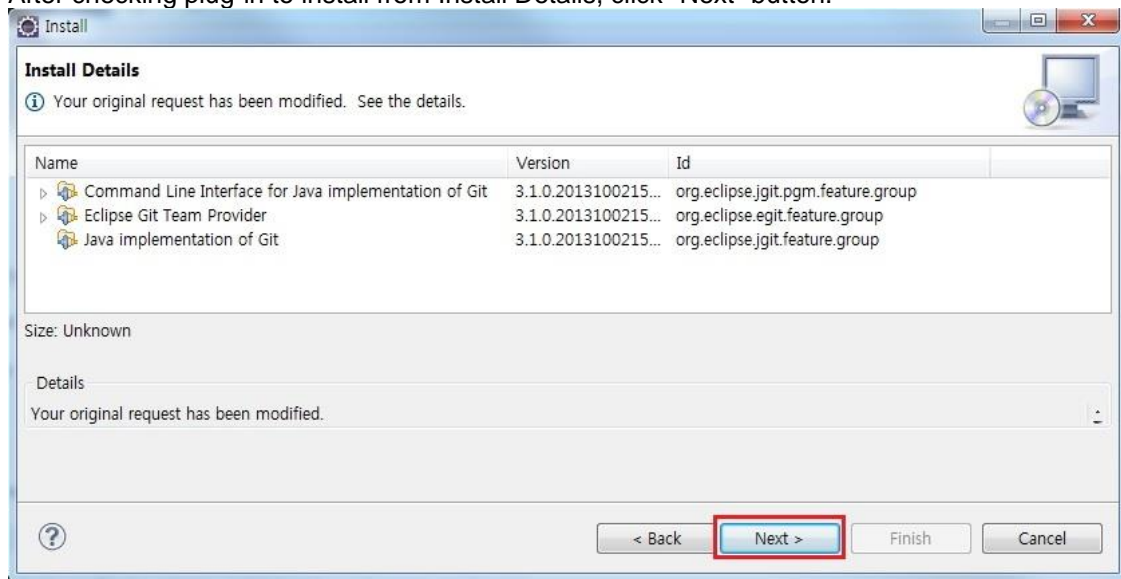 After checking plug-in to install from Install Details, click "Next" button.
Install
Install Details
Your original request has been modified. See the details.
Name Version Id
Command Line Interface for Java implementation of Git 3.1.0.2013100215... org.eclipse.jgit.pgm.feature.group
Eclipse Git Team Provider 3.1.0.2013100215... org.eclipse.egit.feature.group
Java implementation of Git 3.1.0.2013100215... org.eclipse.jgit.feature.group
Size: Unknown
Details
Your original request has been modified.
? < Back Next > Finish Cancel